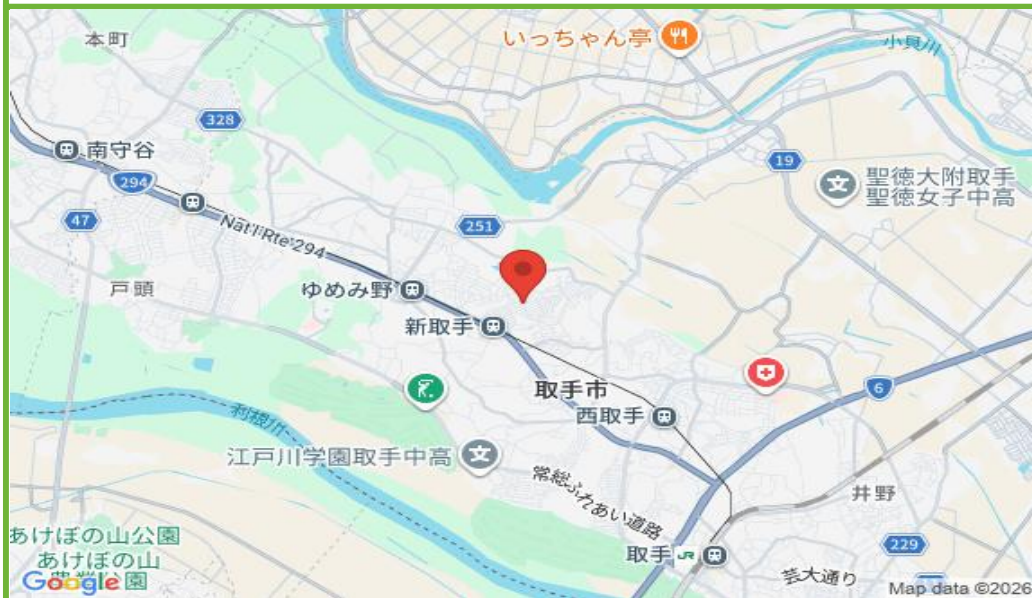 いっちゃん亭
本町
小貝川
328
南守谷
19
聖徳大附取手
聖徳女子中高
294
47
251
Nat'l Rte 294
戸頭
ゆめみ野
新取手
取手市
6
西取手
利根川
江戸川学園取手中高
常総ふれあい道路
井野
あけぼの山公園
あけぼの山
229
取手
JR
園
芸大通り
Google
Map data ©2026